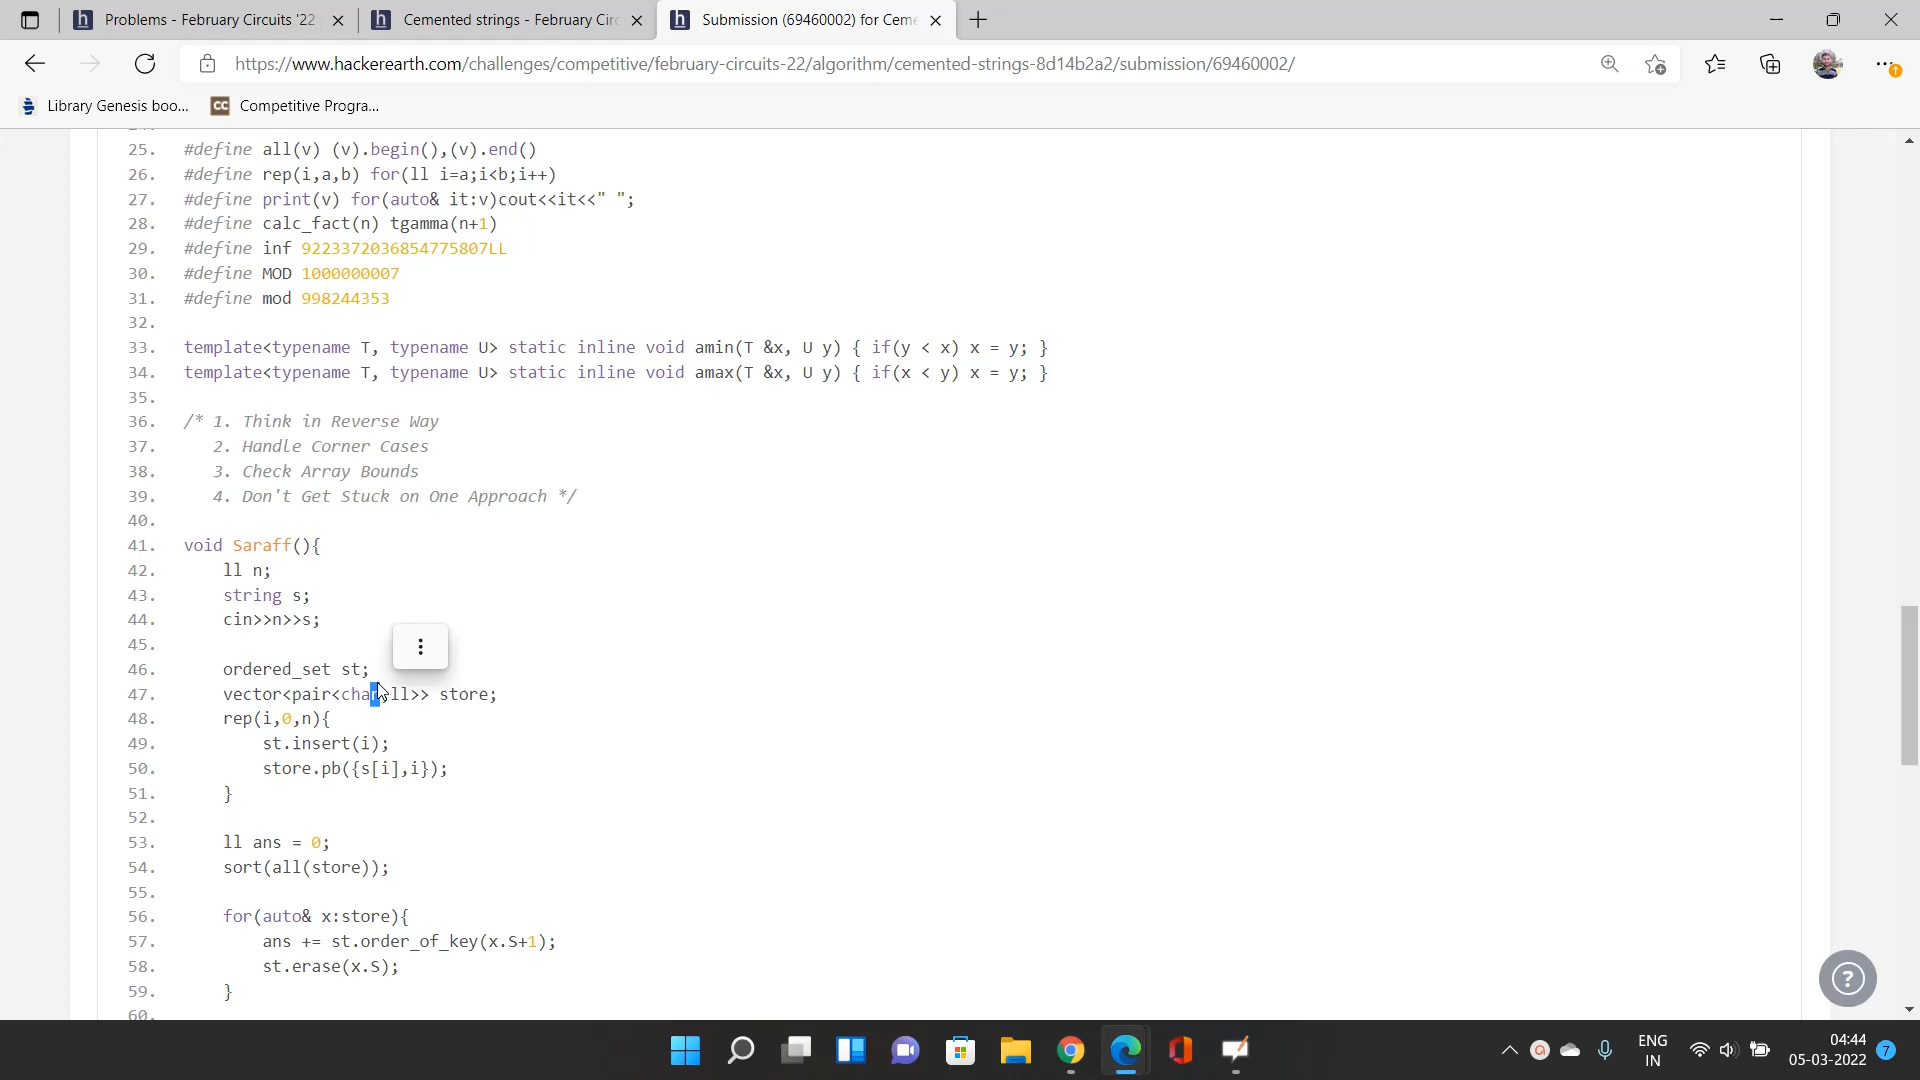 Problems - February Circuits '22
Cemented strings - February Circ
Submission (69460002) for Ceme
https://www.hackerearth.com/challenges/competitive/february-circuits-22/algorithm/cemented-strings-8d14b2a2/submission/69460002/
Library Genesis boo...
CC Competitive Progra...
25. #define all(v) (v).begin(),(v).end()
26. #define rep(i,a,b) for(ll i=a;i<b;i++)
27. #define print(v) for(auto& it:v)cout<<it<<" ";
28. #define calc_fact(n) tgamma(n+1)
29. #define inf 9223372036854775807LL
30. #define MOD 1000000007
31. #define mod 998244353
32.
33. template<typename T, typename U> static inline void amin(T &x, U y) { if(y < x) x = y; }
34. template<typename T, typename U> static inline void amax(T &x, U y) { if(x < y) x = y; }
35.
36. /* 1. Think in Reverse Way
37. 2. Handle Corner Cases
38. 3. Check Array Bounds
39. 4. Don't Get Stuck on One Approach */
40.
41. void Saraff(){
42. ll n;
43. string s;
44. cin>>n>>s;
45.
46. ordered_set st;
47. vector<pair<char,ll>> store;
48. rep(i,0,n){
49. st.insert(i);
50. store.pb({s[i],i});
51. }
52.
53. ll ans = 0;
54. sort(all(store));
55.
56. for(auto& x:store){
57. ans += st.order_of_key(x.S+1);
58. st.erase(x.S);
59. }
60.
ENG
IN
04:44
05-03-2022
7